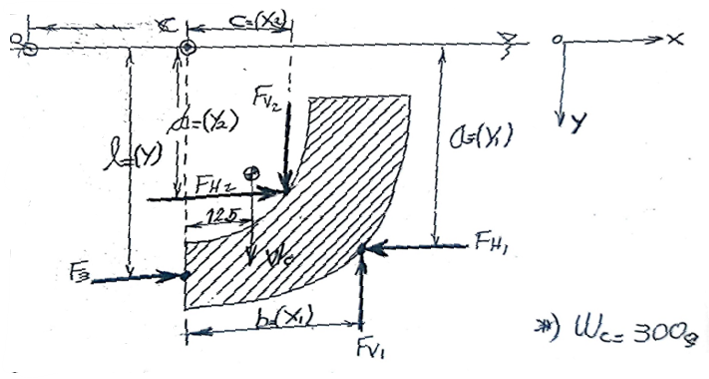 c=(X₂)
O
X
FV₂
d=(Y₂)
Y
a=(Y₁)
l=(Y)
FH₂
12.5
Wc
FH₁
F₃
b=(X₁)
*) Wc= 300g
FV₁